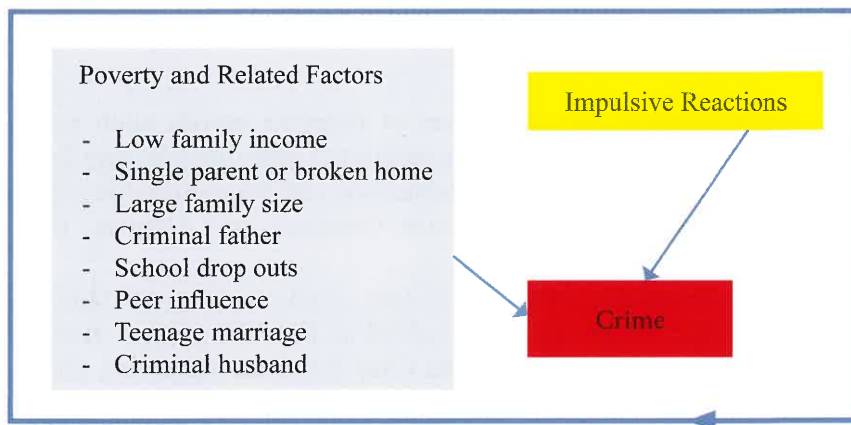 Poverty and Related Factors
- Low family income
- Single parent or broken home
- Large family size
- Criminal father
- School drop outs
- Peer influence
- Teenage marriage
- Criminal husband
Impulsive Reactions
Crime